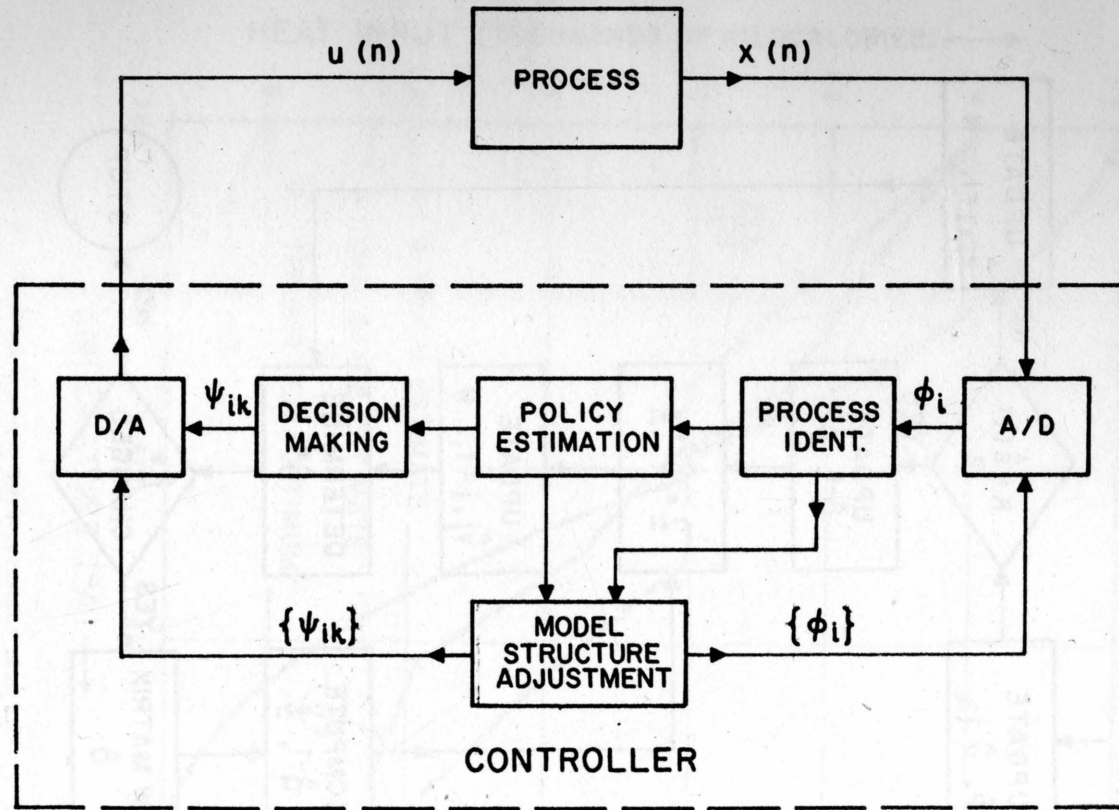 u (n)
PROCESS
x (n)
D/A
ψik
DECISION
MAKING
POLICY
ESTIMATION
PROCESS
IDENT.
ϕi
A/D
{ψik}
MODEL
STRUCTURE
ADJUSTMENT
{ϕi}
CONTROLLER